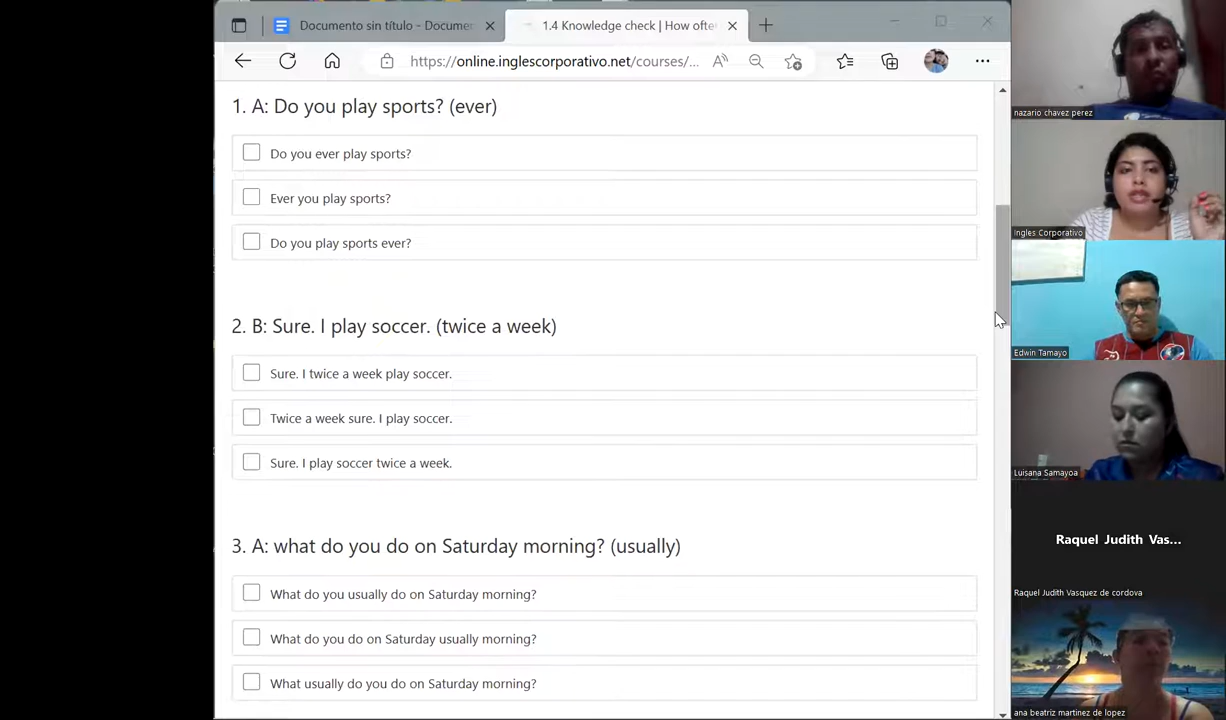 Documento sin título - Docume
1.4 Knowledge check | How ofte
https://online.inglescorporativo.net/courses/...
1. A: Do you play sports? (ever)
Do you ever play sports?
Ever you play sports?
Do you play sports ever?
2. B: Sure. I play soccer. (twice a week)
Sure. I twice a week play soccer.
Twice a week sure. I play soccer.
Sure. I play soccer twice a week.
3. A: what do you do on Saturday morning? (usually)
What do you usually do on Saturday morning?
What do you do on Saturday usually morning?
What usually do you do on Saturday morning?
nazario chavez perez
Ingles Corporativo
Edwin Tamayo
Luisana Samayoa
Raquel Judith Vas...
Raquel Judith Vasquez de cordova
ana beatriz martinez de lopez